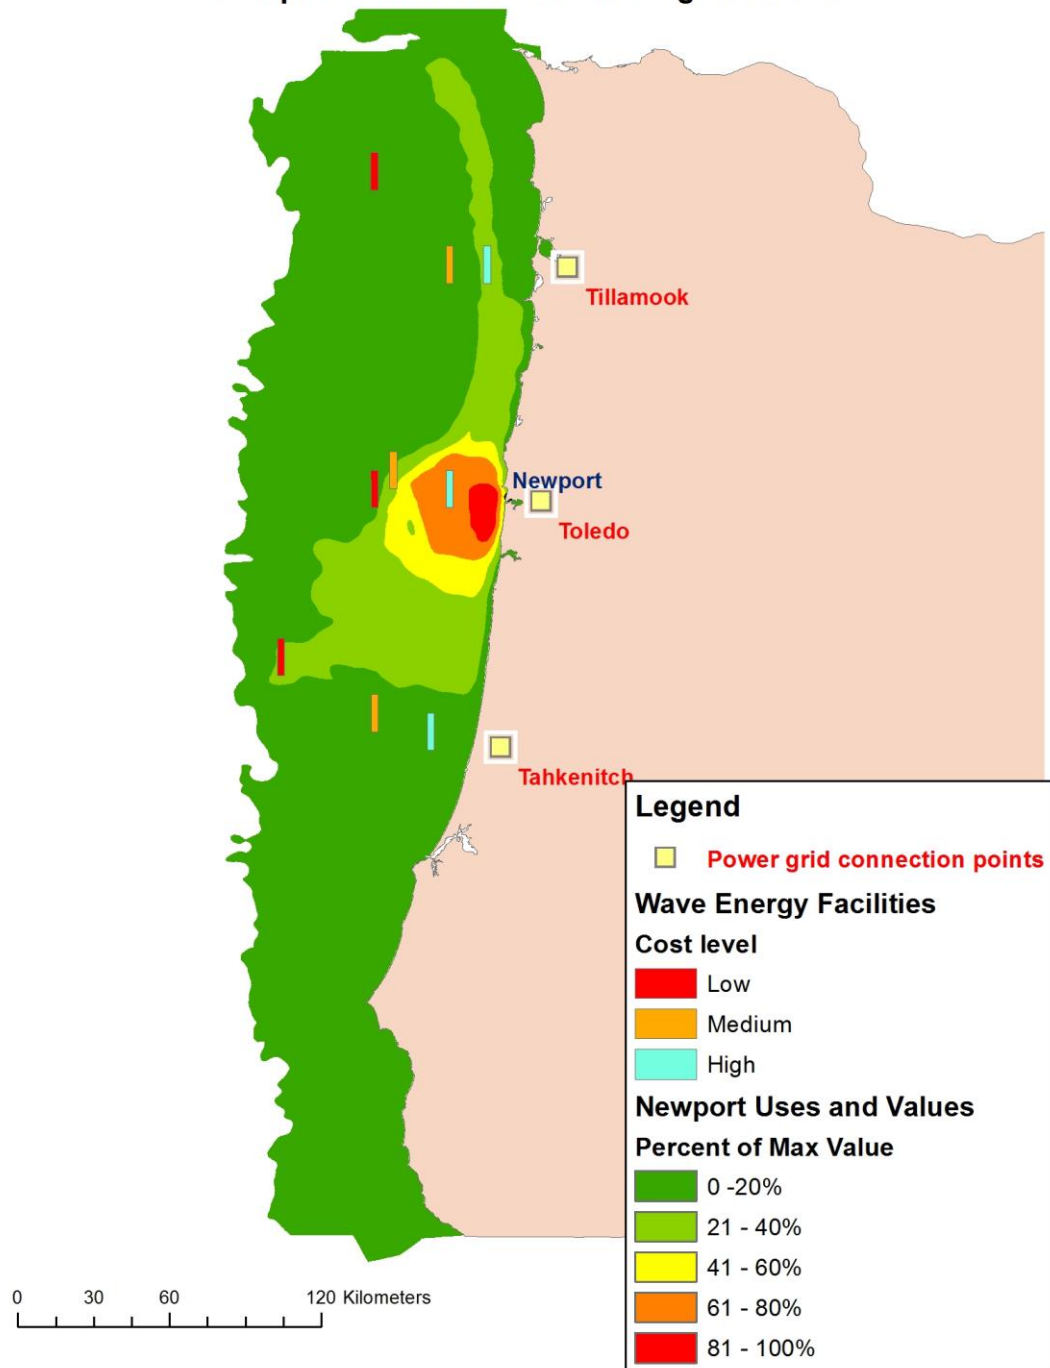 Tillamook
Newport
Toledo
Tahkenitch
Legend
Power grid connection points
Wave Energy Facilities
Cost level
Low
Medium
High
Newport Uses and Values
Percent of Max Value
0 -20%
21 - 40%
41 - 60%
61 - 80%
81 - 100%
0 30 60 120 Kilometers